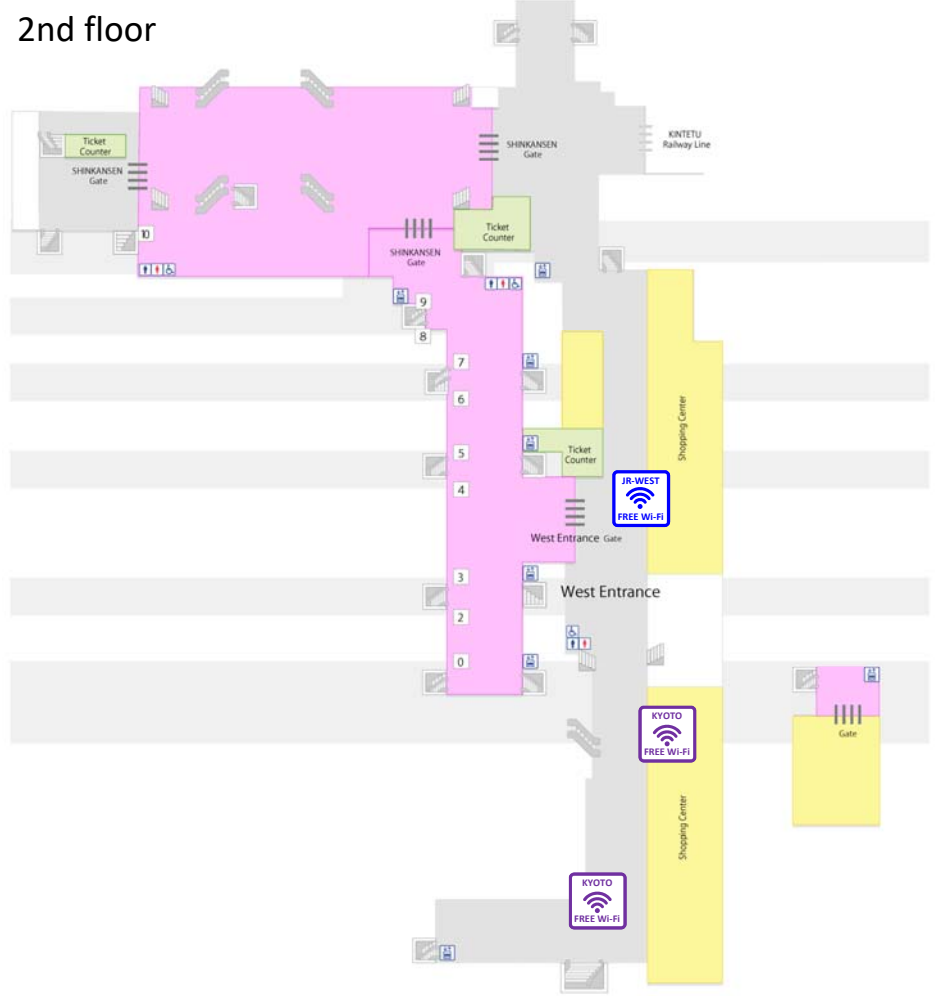 2nd floor
Ticket
Counter
SHINKANSEN
Gate
SHINKANSEN
Gate
KINTETU
Railway Line
10
Ticket
Counter
SHINKANSEN
Gate
9
8
7
6
5
4
Ticket
Counter
Shopping Center
JR-WEST
FREE Wi-Fi
West Entrance Gate
3
2
0
West Entrance
KYOTO
FREE Wi-Fi
Gate
Shopping Center
KYOTO
FREE Wi-Fi